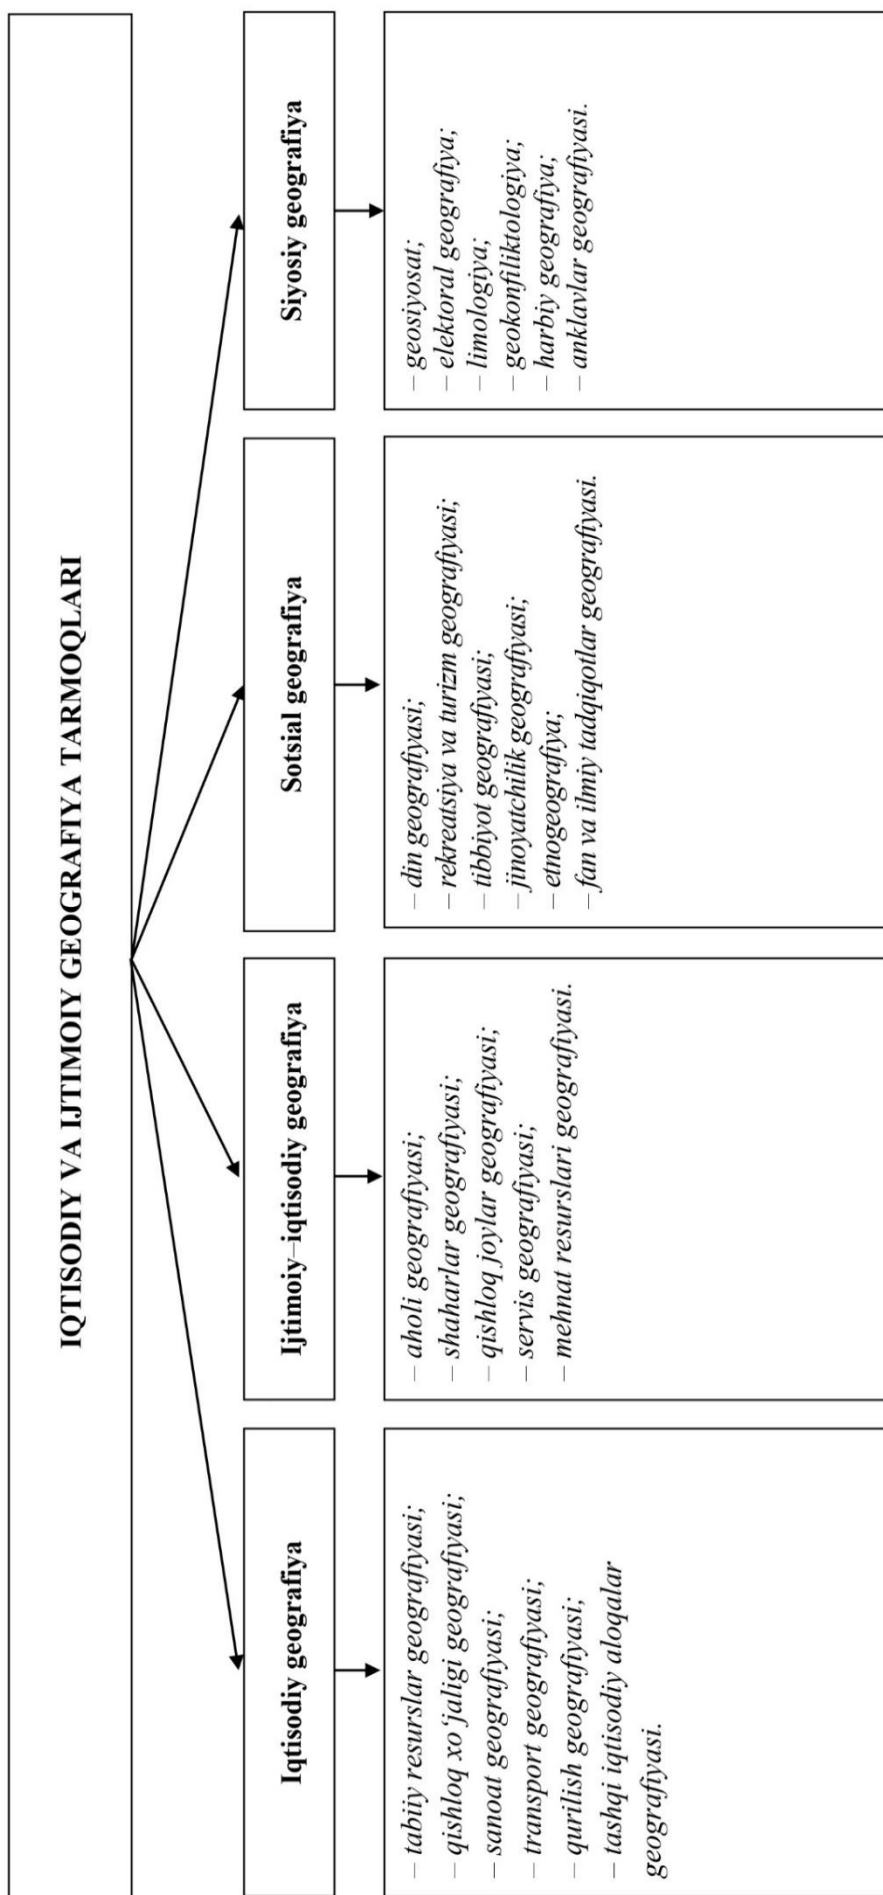 IQTISODIY VA IJTIMOIY GEOGRAFIYA TARMOQLARI
Iqtisodiy geografiya
– tabiiy resurslar geografiyasi;
– qishloq xo‘jaligi geografiyasi;
– sanoat geografiyasi;
– transport geografiyasi;
– qurilish geografiyasi;
– tashqi iqtisodiy aloqalar
geografiyasi.
Ijtimoiy–iqtisodiy geografiya
– aholi geografiyasi;
– shaharlar geografiyasi;
– qishloq joylar geografiyasi;
– servis geografiyasi;
– mehnat resurslari geografiyasi.
Sotsial geografiya
– din geografiyasi;
– rekreatsiya va turizm geografiyasi;
– tibbiyot geografiyasi;
– jinoyatchilik geografiyasi;
– etnogeografiya;
– fan va ilmiy tadqiqotlar geografiyasi.
Siyosiy geografiya
– geosiyosat;
– elektoral geografiya;
– limologiya;
– geokonfiliktologiya;
– harbiy geografiya;
– anklavlar geografiyasi.